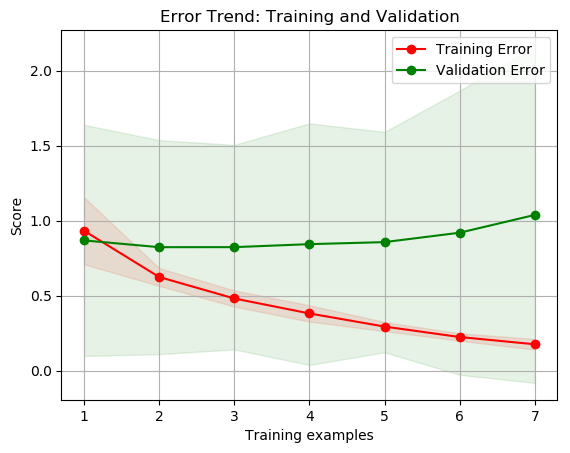 Error Trend: Training and Validation
Training Error
Validation Error
2.0
1.5
1.0
0.5
0.0
Score
1 2 3 4 5 6 7
Training examples